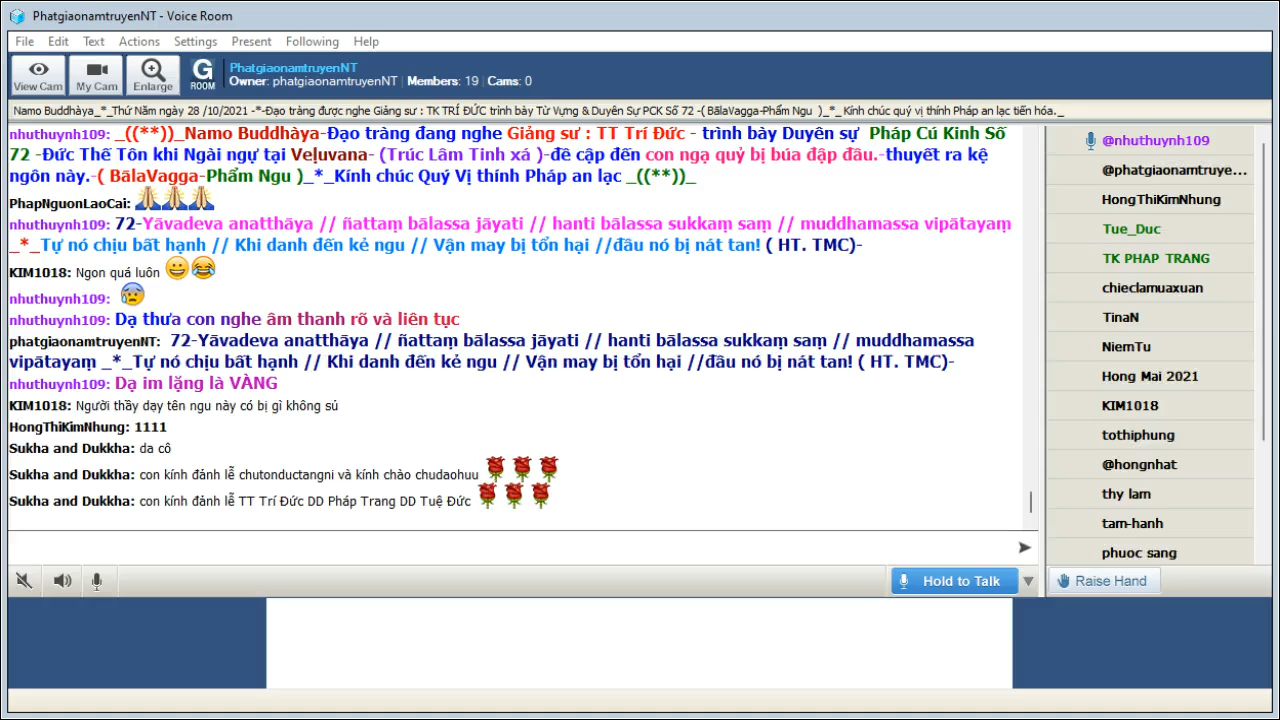 PhatgiaonamtruyenNT - Voice Room
File Edit Text Actions Settings Present Following Help
View Cam My Cam Enlarge G ROOM
PhatgiaonamtruyenNT
Owner: phatgiaonamtruyenNT | Members: 19 | Cams: 0
Namo Buddhàya_*_Thứ Năm ngày 28 /10/2021 -*-Đạo tràng được nghe Giảng sư : TK TRÍ ĐỨC trình bày Từ Vựng & Duyên Sự PCK Số 72 -( BãlaVagga-Phẩm Ngu )_*_Kính chúc quý vị thính Pháp an lạc tiến hóa._
nhuthuynh109: _((**))_Namo Buddhàya-Đạo tràng đang nghe Giảng sư : TT Trí Đức - trình bày Duyên sự Pháp Cú Kinh Số
72 -Đức Thế Tôn khi Ngài ngự tại Veḷuvana- (Trúc Lâm Tinh xá )-đề cập đến con ngạ quỷ bị búa đập đầu.-thuyết ra kệ
ngôn này.-( BãlaVagga-Phẩm Ngu )_*_Kính chúc Quý Vị thính Pháp an lạc _((**))_
PhapNguonLaoCai:
nhuthuynh109: 72-Yāvadeva anatthāya // ñattaṃ bālassa jāyati // hanti bālassa sukkaṃ saṃ // muddhamassa vipātayaṃ
_*_Tự nó chịu bất hạnh // Khi danh đến kẻ ngu // Vận may bị tổn hại //đầu nó bị nát tan! ( HT. TMC)-
KIM1018: Ngon quá luôn
nhuthuynh109:
nhuthuynh109: Dạ thưa con nghe âm thanh rõ và liên tục
phatgiaonamtruyenNT: 72-Yāvadeva anatthāya // ñattaṃ bālassa jāyati // hanti bālassa sukkaṃ saṃ // muddhamassa
vipātayaṃ _*_Tự nó chịu bất hạnh // Khi danh đến kẻ ngu // Vận may bị tổn hại //đầu nó bị nát tan! ( HT. TMC)-
nhuthuynh109: Dạ im lặng là VÀNG
KIM1018: Người thầy dạy tên ngu này có bị gì không sủ
HongThiKimNhung: 1111
Sukha and Dukkha: da cô
Sukha and Dukkha: con kính đảnh lễ chutonductangni và kính chào chudaohuu
Sukha and Dukkha: con kính đảnh lễ TT Trí Đức DD Pháp Trang DD Tuệ Đức
@nhuthuynh109
@phatgiaonamtruye...
HongThiKimNhung
Tue_Duc
TK PHAP TRANG
chieclamuaxuan
TinaN
NiemTu
Hong Mai 2021
KIM1018
tothiphung
@hongnhat
thy lam
tam-hanh
phuoc sang
Hold to Talk
Raise Hand